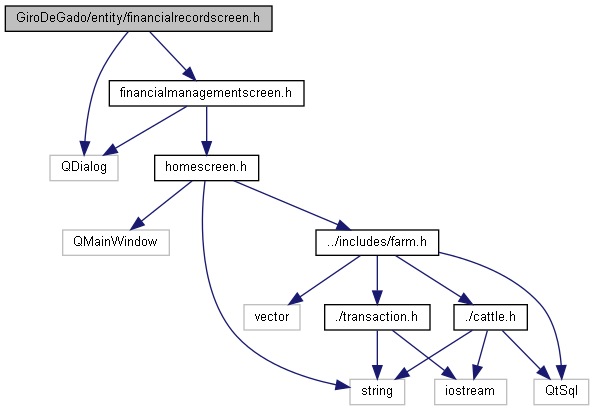 GiroDeGado/entity/financialrecordscreen.h
financialmanagementscreen.h
QDialog
homescreen.h
QMainWindow
../includes/farm.h
vector
./transaction.h
./cattle.h
string
iostream
QtSql